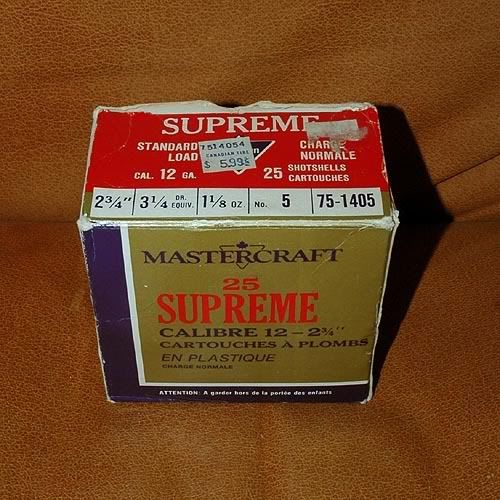 SUPREME
STANDARD CHARGE
LOAD NORMALE
7514054
CANADIAN TIRE
$ 5.99
CAL. 12 GA. 25 SHOTSHELLS
CARTOUCHES
2¾" 3¼ DR. EQUIV. 1⅛ OZ. No. 5 75-1405
MASTERCRAFT
25
SUPREME
CALIBRE 12 - 2¾"
CARTOUCHES À PLOMBS
EN PLASTIQUE
CHARGE NORMALE
ATTENTION: A garder hors de la portée des enfants